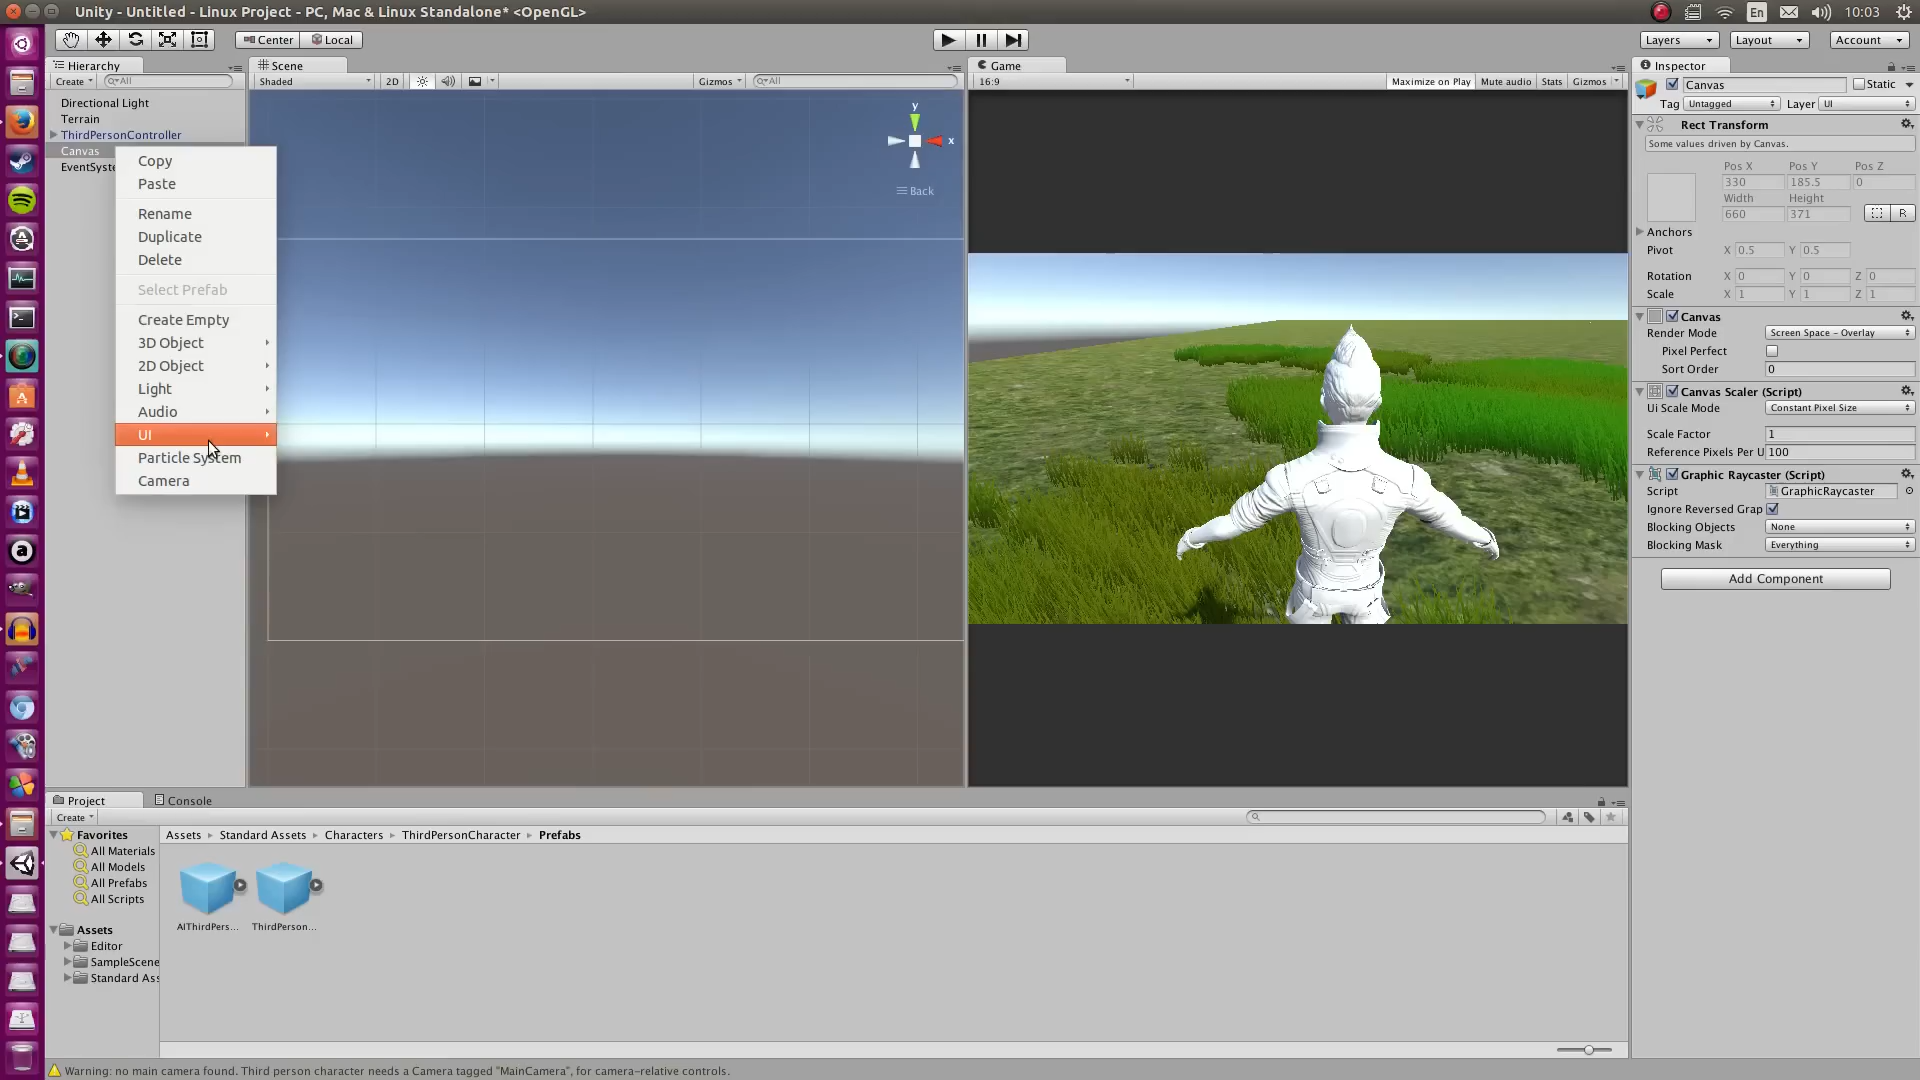 Unity - Untitled - Linux Project - PC, Mac & Linux Standalone* <OpenGL>
En
10:03
Center
Local
Layers
Layout
Account
Hierarchy
Create
All
Directional Light
Terrain
ThirdPersonController
Canvas
EventSyste
Copy
Paste
Rename
Duplicate
Delete
Select Prefab
Create Empty
3D Object
2D Object
Light
Audio
UI
Particle System
Camera
Scene
Shaded
2D
Gizmos
All
y
x
Back
Game
16:9
Maximize on Play
Mute audio
Stats
Gizmos
Inspector
Canvas
Static
Tag
Untagged
Layer
UI
Rect Transform
Some values driven by Canvas.
Pos X
Pos Y
Pos Z
330
185.5
0
Width
Height
660
371
R
Anchors
Pivot
X 0.5
Y 0.5
Rotation
X 0
Y 0
Z 0
Scale
X 1
Y 1
Z 1
Canvas
Render Mode
Screen Space - Overlay
Pixel Perfect
Sort Order
0
Canvas Scaler (Script)
Ui Scale Mode
Constant Pixel Size
Scale Factor
1
Reference Pixels Per U
100
Graphic Raycaster (Script)
Script
GraphicRaycaster
Ignore Reversed Grap
Blocking Objects
None
Blocking Mask
Everything
Add Component
Project
Console
Create
Favorites
All Materials
All Models
All Prefabs
All Scripts
Assets
Editor
SampleScene
Standard Ass
Assets
Standard Assets
Characters
ThirdPersonCharacter
Prefabs
AIThirdPers...
ThirdPerson...
Warning: no main camera found. Third person character needs a Camera tagged "MainCamera", for camera-relative controls.